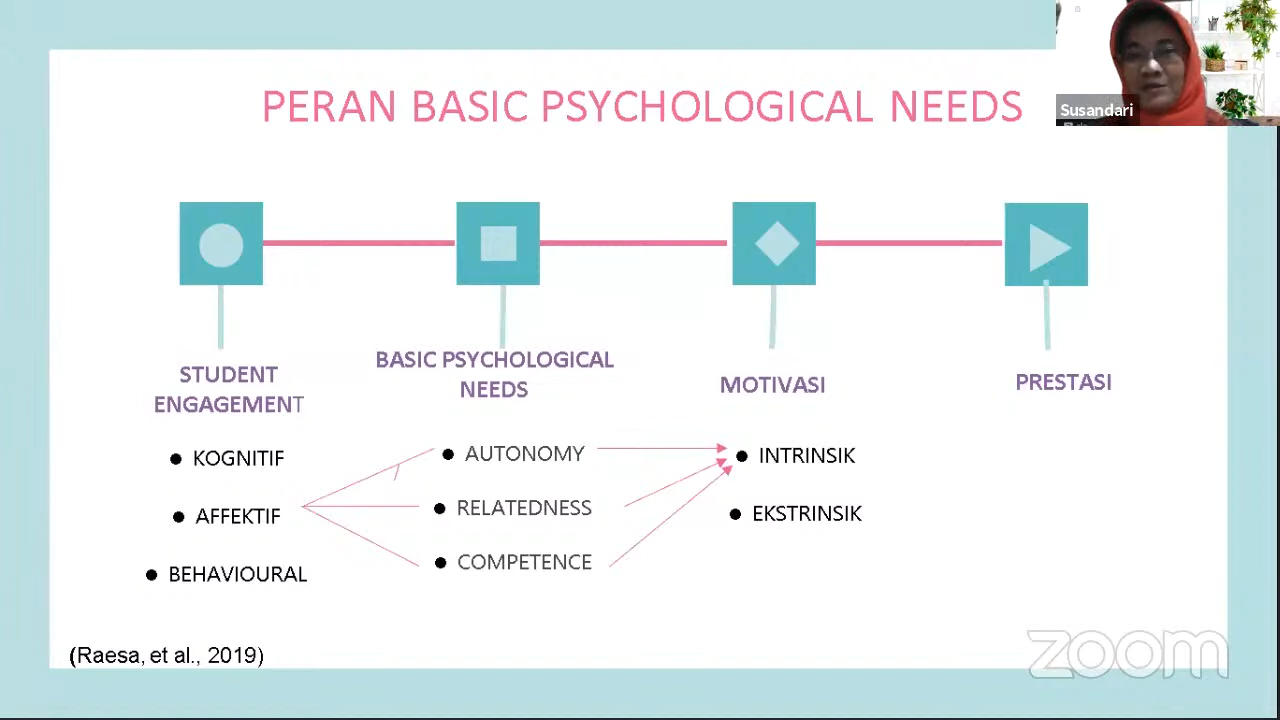 PERAN BASIC PSYCHOLOGICAL NEEDS
Susandari
STUDENT
ENGAGEMENT
BASIC PSYCHOLOGICAL
NEEDS
MOTIVASI
PRESTASI
KOGNITIF
AFFEKTIF
BEHAVIOURAL
AUTONOMY
RELATEDNESS
COMPETENCE
INTRINSIK
EKSTRINSIK
(Raesa, et al., 2019)
zoom